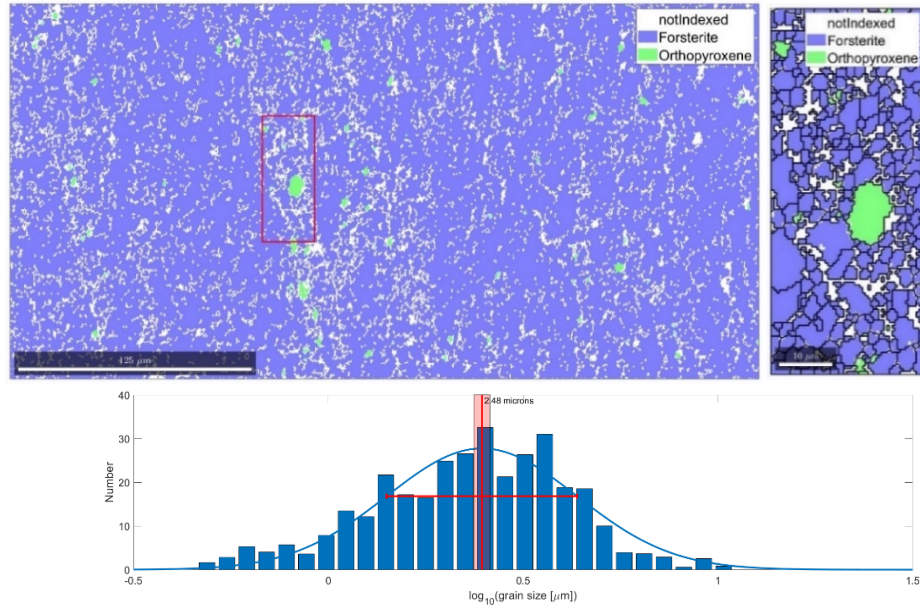 notIndexed
Forsterite
Orthopyroxene
125 μm
notIndexed
Forsterite
Orthopyroxene
10 μm
40
30
20
10
0
Number
2.48 microns
-0.5
0
0.5
1
1.5
log10(grain size [μm])